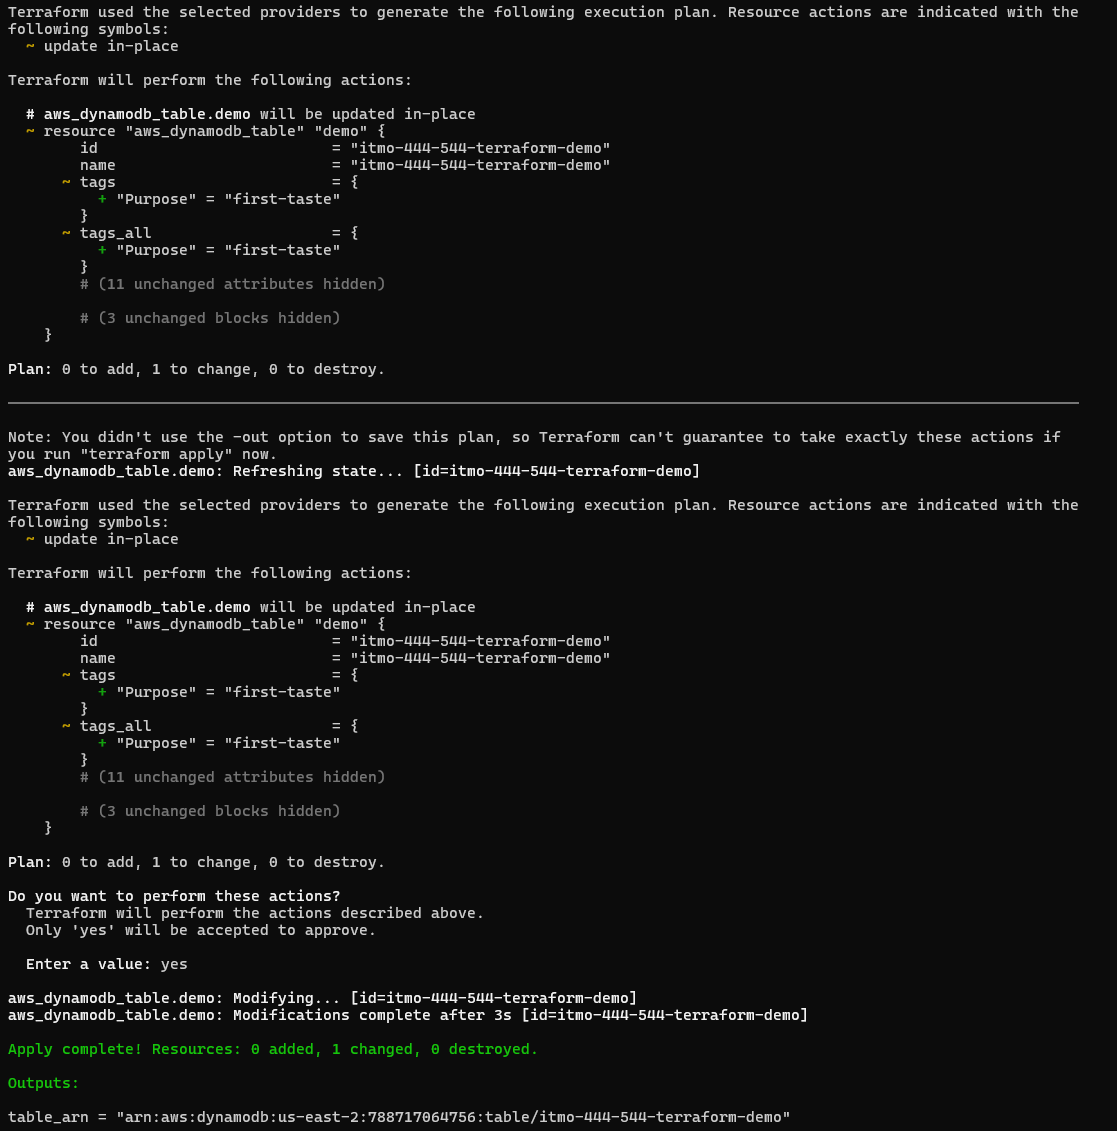 Terraform used the selected providers to generate the following execution plan. Resource actions are indicated with the
following symbols:
  ~ update in-place

Terraform will perform the following actions:

  # aws_dynamodb_table.demo will be updated in-place
  ~ resource "aws_dynamodb_table" "demo" {
        id                          = "itmo-444-544-terraform-demo"
        name                        = "itmo-444-544-terraform-demo"
      ~ tags                        = {
          + "Purpose" = "first-taste"
        }
      ~ tags_all                    = {
          + "Purpose" = "first-taste"
        }
        # (11 unchanged attributes hidden)

        # (3 unchanged blocks hidden)
    }

Plan: 0 to add, 1 to change, 0 to destroy.

Note: You didn't use the -out option to save this plan, so Terraform can't guarantee to take exactly these actions if
you run "terraform apply" now.
aws_dynamodb_table.demo: Refreshing state... [id=itmo-444-544-terraform-demo]

Terraform used the selected providers to generate the following execution plan. Resource actions are indicated with the
following symbols:
  ~ update in-place

Terraform will perform the following actions:

  # aws_dynamodb_table.demo will be updated in-place
  ~ resource "aws_dynamodb_table" "demo" {
        id                          = "itmo-444-544-terraform-demo"
        name                        = "itmo-444-544-terraform-demo"
      ~ tags                        = {
          + "Purpose" = "first-taste"
        }
      ~ tags_all                    = {
          + "Purpose" = "first-taste"
        }
        # (11 unchanged attributes hidden)

        # (3 unchanged blocks hidden)
    }

Plan: 0 to add, 1 to change, 0 to destroy.

Do you want to perform these actions?
  Terraform will perform the actions described above.
  Only 'yes' will be accepted to approve.

  Enter a value: yes

aws_dynamodb_table.demo: Modifying... [id=itmo-444-544-terraform-demo]
aws_dynamodb_table.demo: Modifications complete after 3s [id=itmo-444-544-terraform-demo]

Apply complete! Resources: 0 added, 1 changed, 0 destroyed.

Outputs:

table_arn = "arn:aws:dynamodb:us-east-2:788717064756:table/itmo-444-544-terraform-demo"